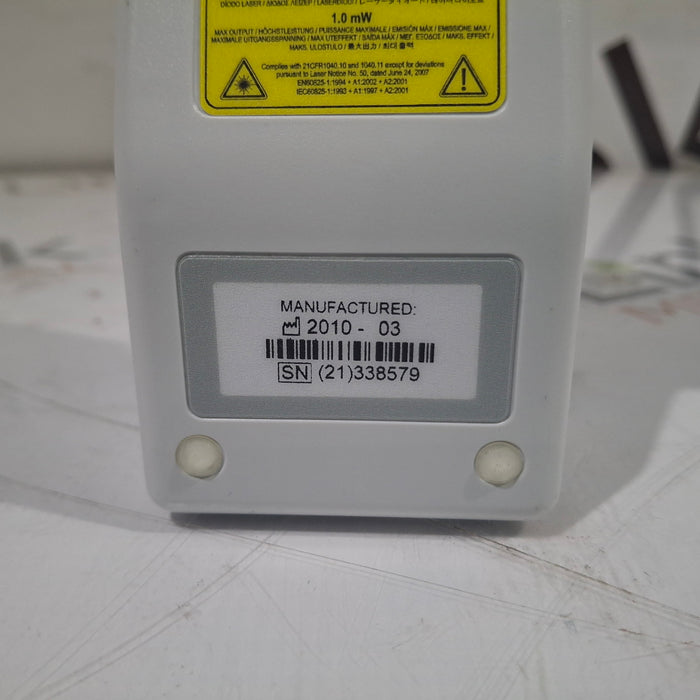 1.0 mW
MAX OUTPUT / HÖCHSTLEISTUNG / PUISSANCE MAXIMALE / EMISIÓN MÁX / EMISSIONE MAX /
MAXIMALE UITGANGSSPANNING / MAX UTEFFEKT / SAÍDA MÁX / ΜΕΓ. ΕΞΟΔΟΣ / MAKS. EFFEKT /
MAKS. ULOSTULO / 最大出力 / 최대 출력
Complies with 21CFR1040.10 and 1040.11 except for deviations
pursuant to Laser Notice No. 50, dated June 24, 2007
EN60825-1:1994 + A1:2002 + A2:2001
IEC60825-1:1993 + A1:1997 + A2:2001
MANUFACTURED:
2010 - 03
SN (21)338579